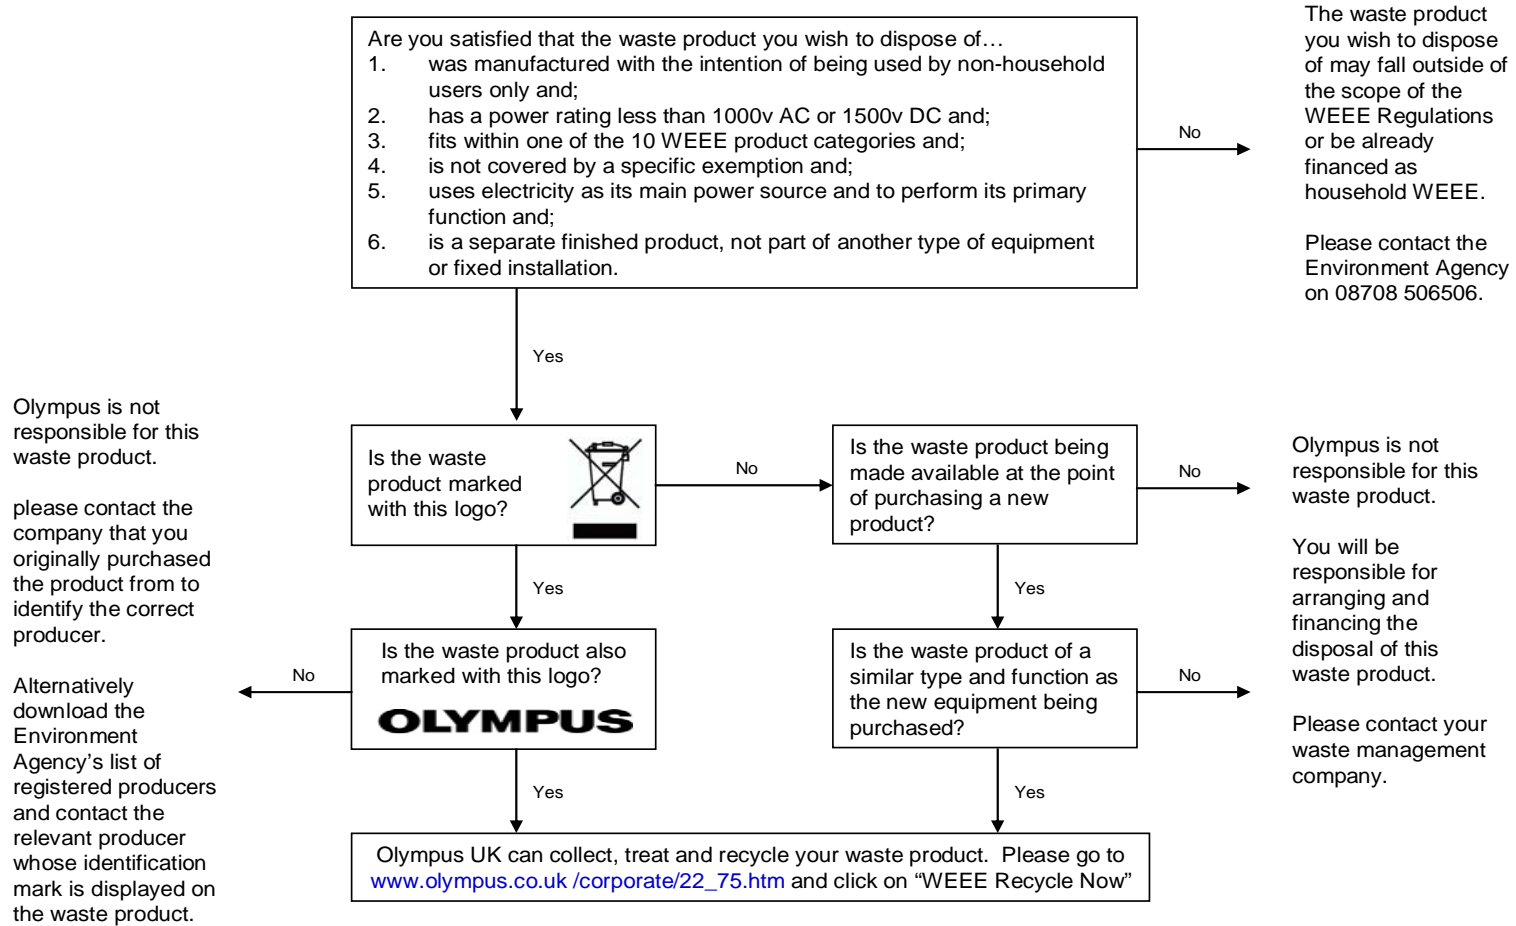 Are you satisfied that the waste product you wish to dispose of…
1. was manufactured with the intention of being used by non-household
users only and;
2. has a power rating less than 1000v AC or 1500v DC and;
3. fits within one of the 10 WEEE product categories and;
4. is not covered by a specific exemption and;
5. uses electricity as its main power source and to perform its primary
function and;
6. is a separate finished product, not part of another type of equipment
or fixed installation.
No
The waste product
you wish to dispose
of may fall outside of
the scope of the
WEEE Regulations
or be already
financed as
household WEEE.
Please contact the
Environment Agency
on 08708 506506.
Yes
Is the waste
product marked
with this logo?
No
Is the waste product being
made available at the point
of purchasing a new
product?
No
Olympus is not
responsible for this
waste product.
You will be
responsible for
arranging and
financing the
disposal of this
waste product.
Please contact your
waste management
company.
Yes
Yes
Is the waste product also
marked with this logo?
OLYMPUS
No
Olympus is not
responsible for this
waste product.
please contact the
company that you
originally purchased
the product from to
identify the correct
producer.
Alternatively
download the
Environment
Agency’s list of
registered producers
and contact the
relevant producer
whose identification
mark is displayed on
the waste product.
Is the waste product of a
similar type and function as
the new equipment being
purchased?
No
Yes
Yes
Olympus UK can collect, treat and recycle your waste product.  Please go to
www.olympus.co.uk /corporate/22_75.htm and click on “WEEE Recycle Now”